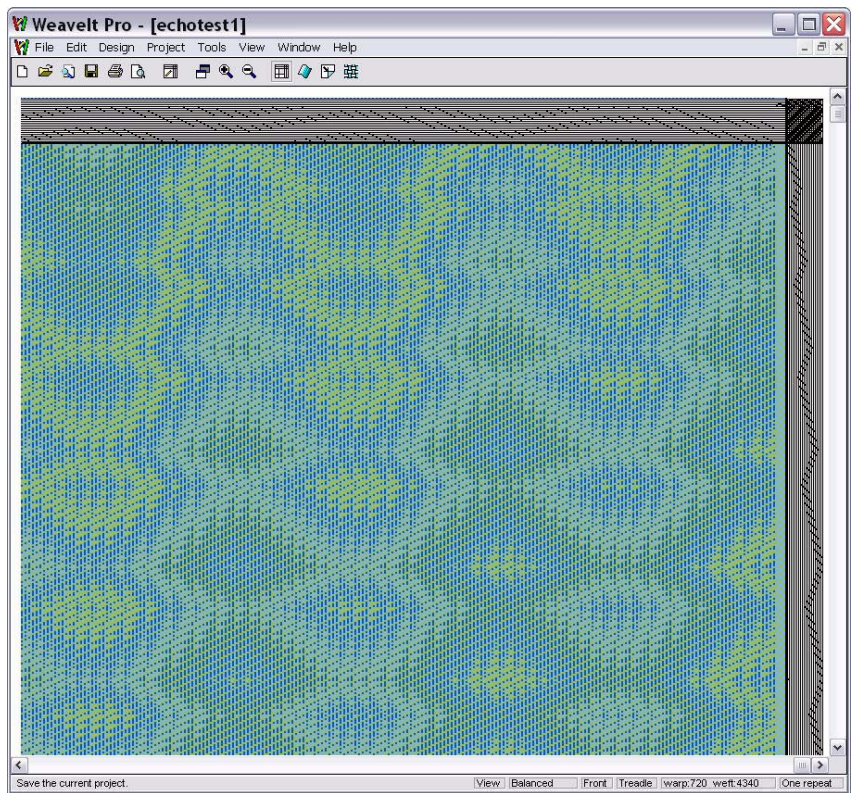 WeaveIt Pro - [echotest1]
File Edit Design Project Tools View Window Help
Save the current project. View Balanced Front Treadle warp:720 weft:4340 One repeat